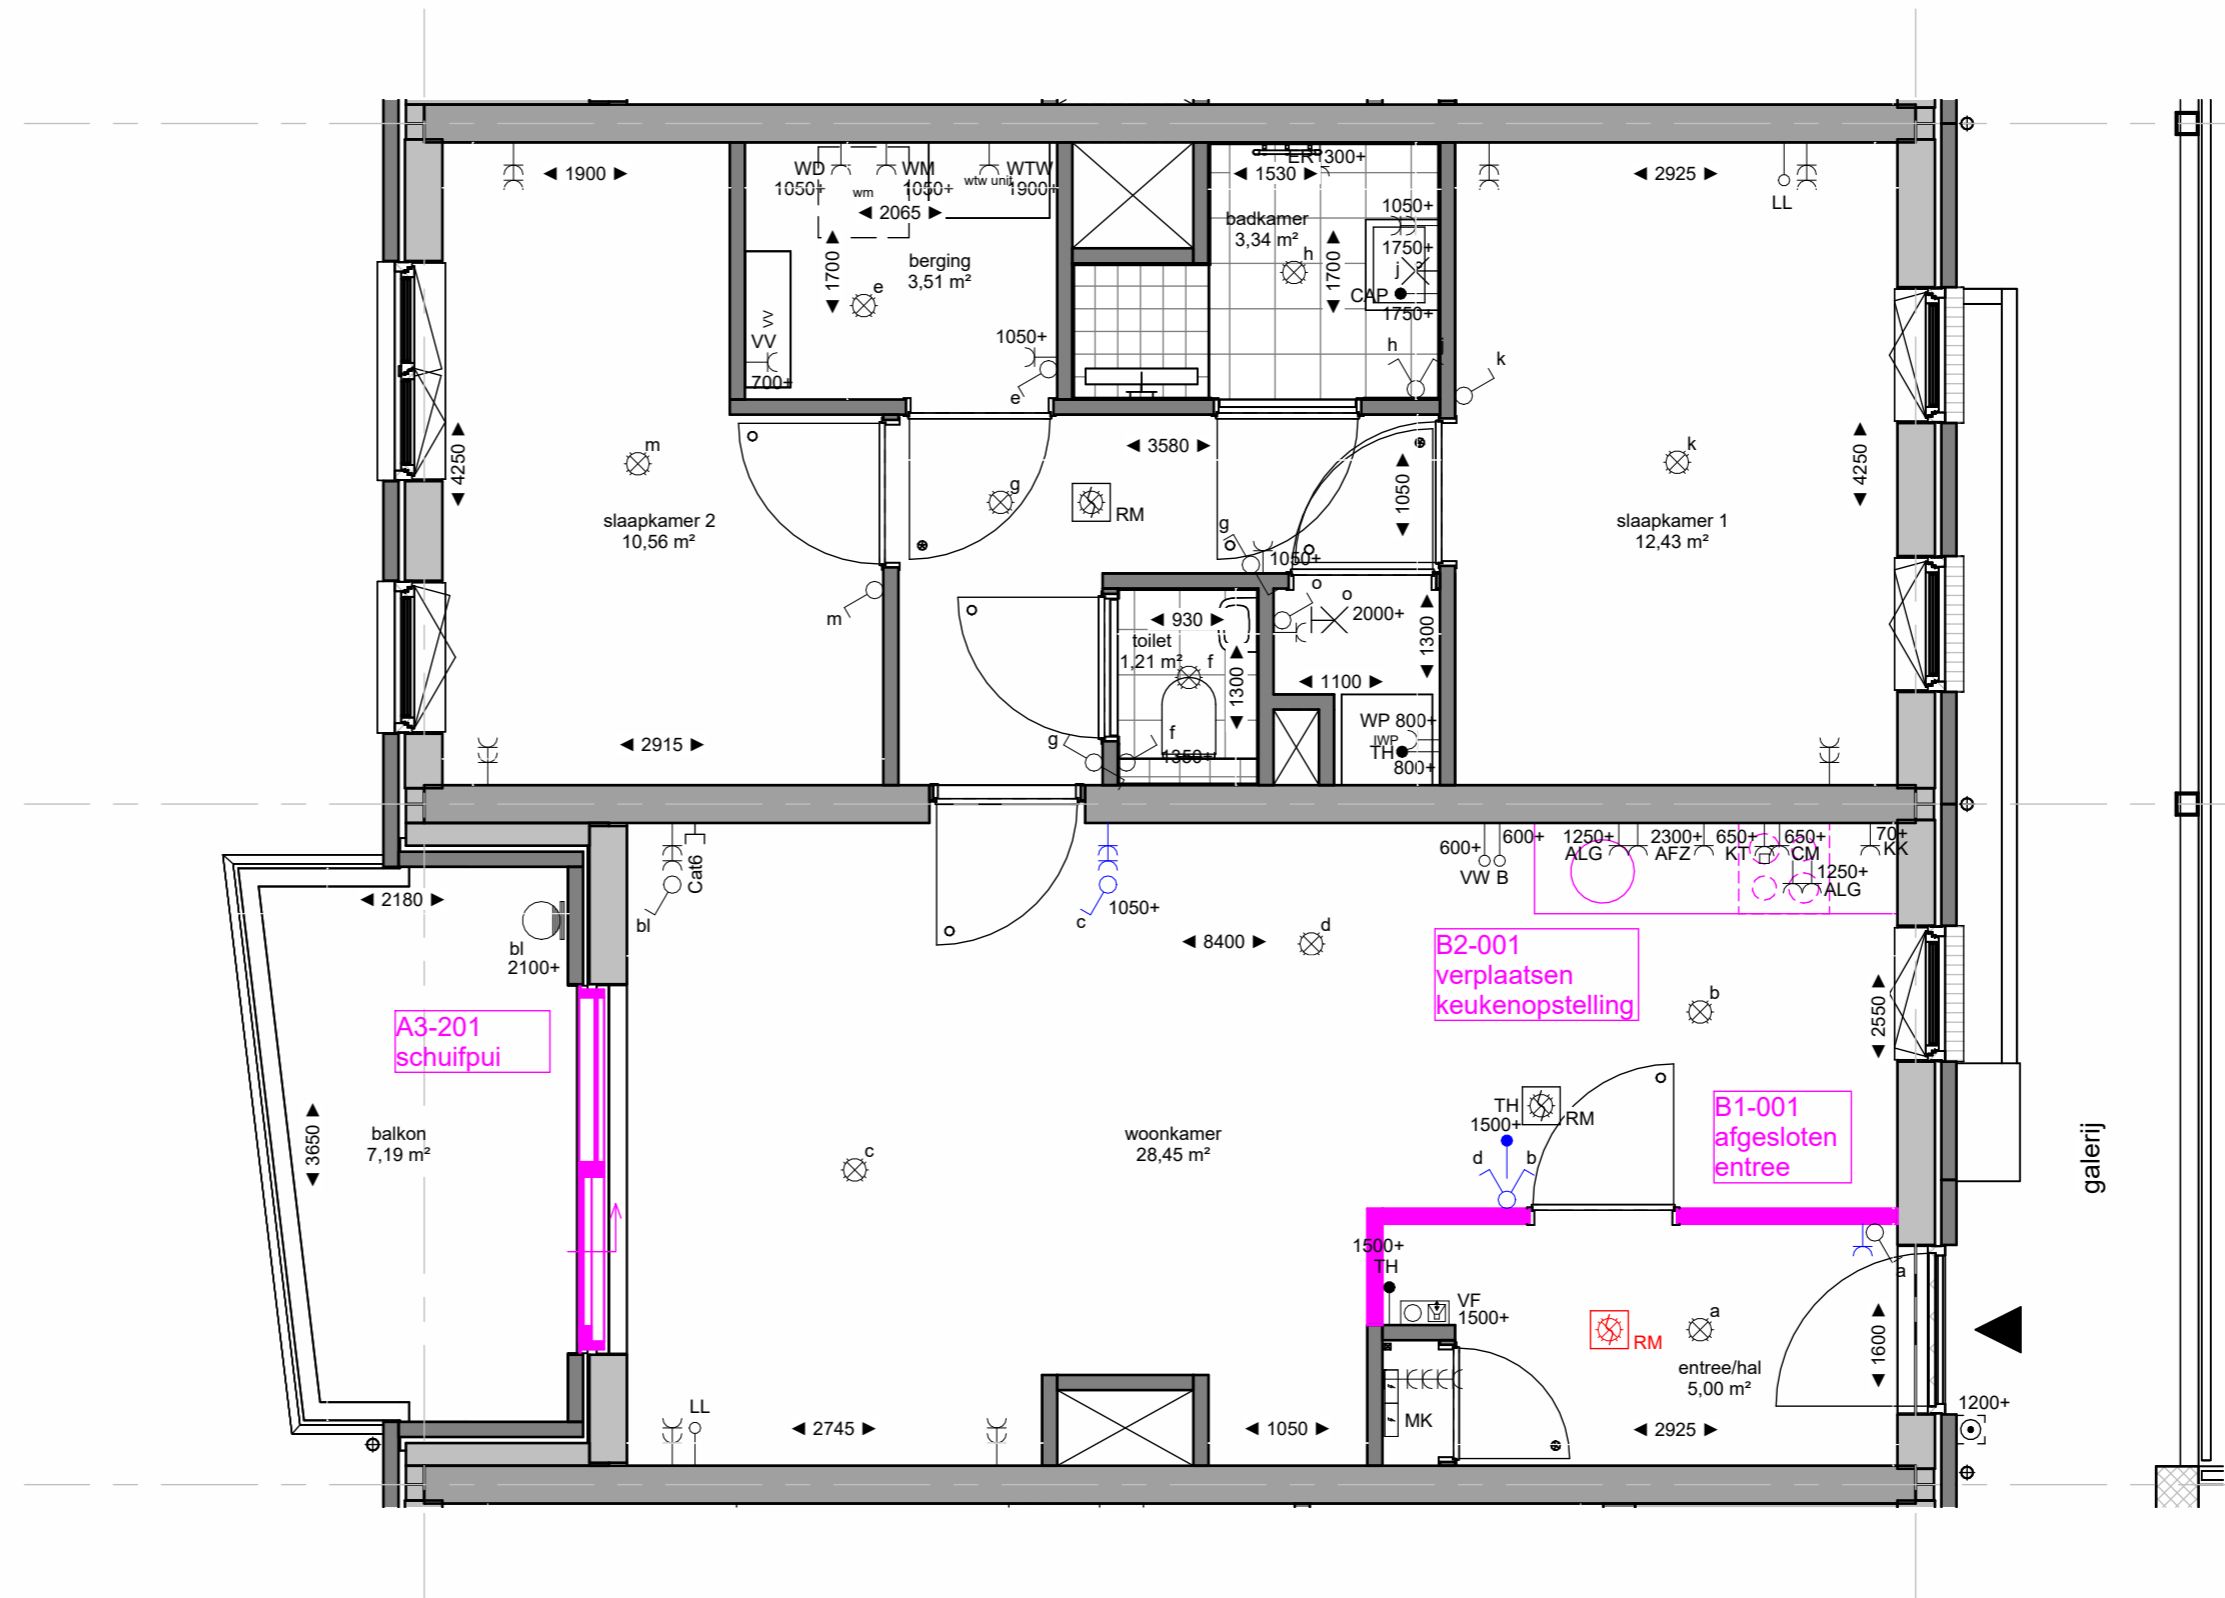 1900
WD
1050+
wm
WM
1050+
wtw unit
WTW
1900+
2065
ER1300+
1530
2925
LL
badkamer
3,34 m²
1050+
1750+
j
h
CAP
1750+
1700
1700
berging
3,51 m²
e
VV
VV
700+
1050+
e
h
j
k
4250
m
slaapkamer 2
10,56 m²
g
RM
3580
g
1050+
1050
k
slaapkamer 1
12,43 m²
4250
m
930
toilet
1,21 m²
f
1300
o
o
2000+
1300
1100
WP 800+
IWP
TH
800+
2915
g
f
1350+
Cat6
bl
c
1050+
600+
600+
VW B
1250+
ALG
2300+
AFZ
650+
KT
650+
CM
70+
KK
1250+
ALG
2180
bl
2100+
8400
d
B2-001
verplaatsen
keukenopstelling
b
2550
A3-201
schuifpui
TH
1500+
RM
B1-001
afgesloten
entree
3650
balkon
7,19 m²
c
woonkamer
28,45 m²
d
b
galerij
1500+
TH
VF
1500+
a
RM
a
entree/hal
5,00 m²
1600
1200+
LL
2745
1050
MK
2925